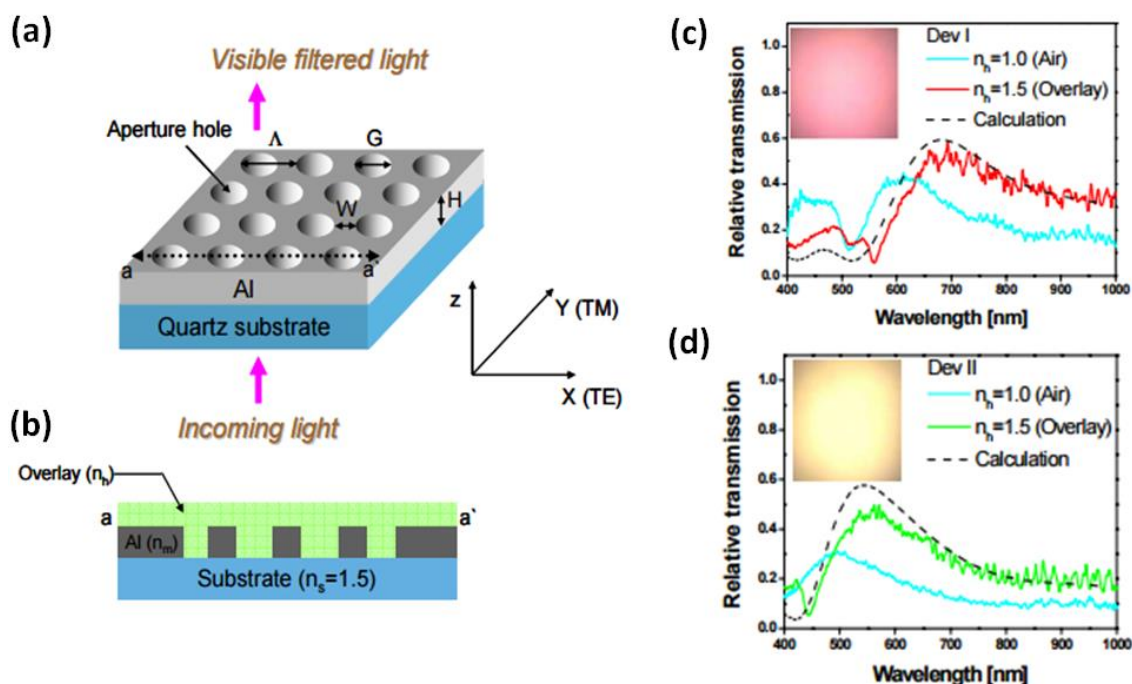 (a)
Visible filtered light
Aperture hole
Λ
G
W
H
a
a`
Al
Quartz substrate
Incoming light
z
Y (TM)
X (TE)
(b)
Overlay (nh)
a
a`
Al (nm)
Substrate (ns=1.5)
(c)
Dev I
nh=1.0 (Air)
nh=1.5 (Overlay)
Calculation
Relative transmission
1.0
0.8
0.6
0.4
0.2
0.0
400 500 600 700 800 900 1000
Wavelength [nm]
(d)
Dev II
nh=1.0 (Air)
nh=1.5 (Overlay)
Calculation
Relative transmission
1.0
0.8
0.6
0.4
0.2
0.0
400 500 600 700 800 900 1000
Wavelength [nm]